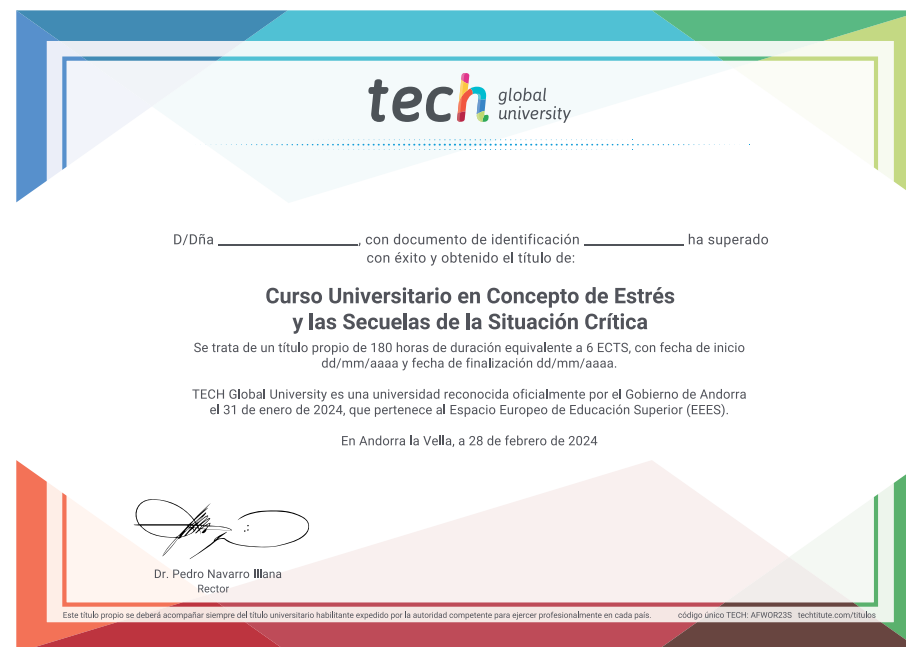 tech global university
D/Dña ____________________, con documento de identificación ______________ ha superado
con éxito y obtenido el título de:
Curso Universitario en Concepto de Estrés
y las Secuelas de la Situación Crítica
Se trata de un título propio de 180 horas de duración equivalente a 6 ECTS, con fecha de inicio
dd/mm/aaaa y fecha de finalización dd/mm/aaaa.
TECH Global University es una universidad reconocida oficialmente por el Gobierno de Andorra
el 31 de enero de 2024, que pertenece al Espacio Europeo de Educación Superior (EEES).
En Andorra la Vella, a 28 de febrero de 2024
Dr. Pedro Navarro Illana
Rector
Este título propio se deberá acompañar siempre del título universitario habilitante expedido por la autoridad competente para ejercer profesionalmente en cada país. código único TECH: AFWOR23S techtitute.com/titulos